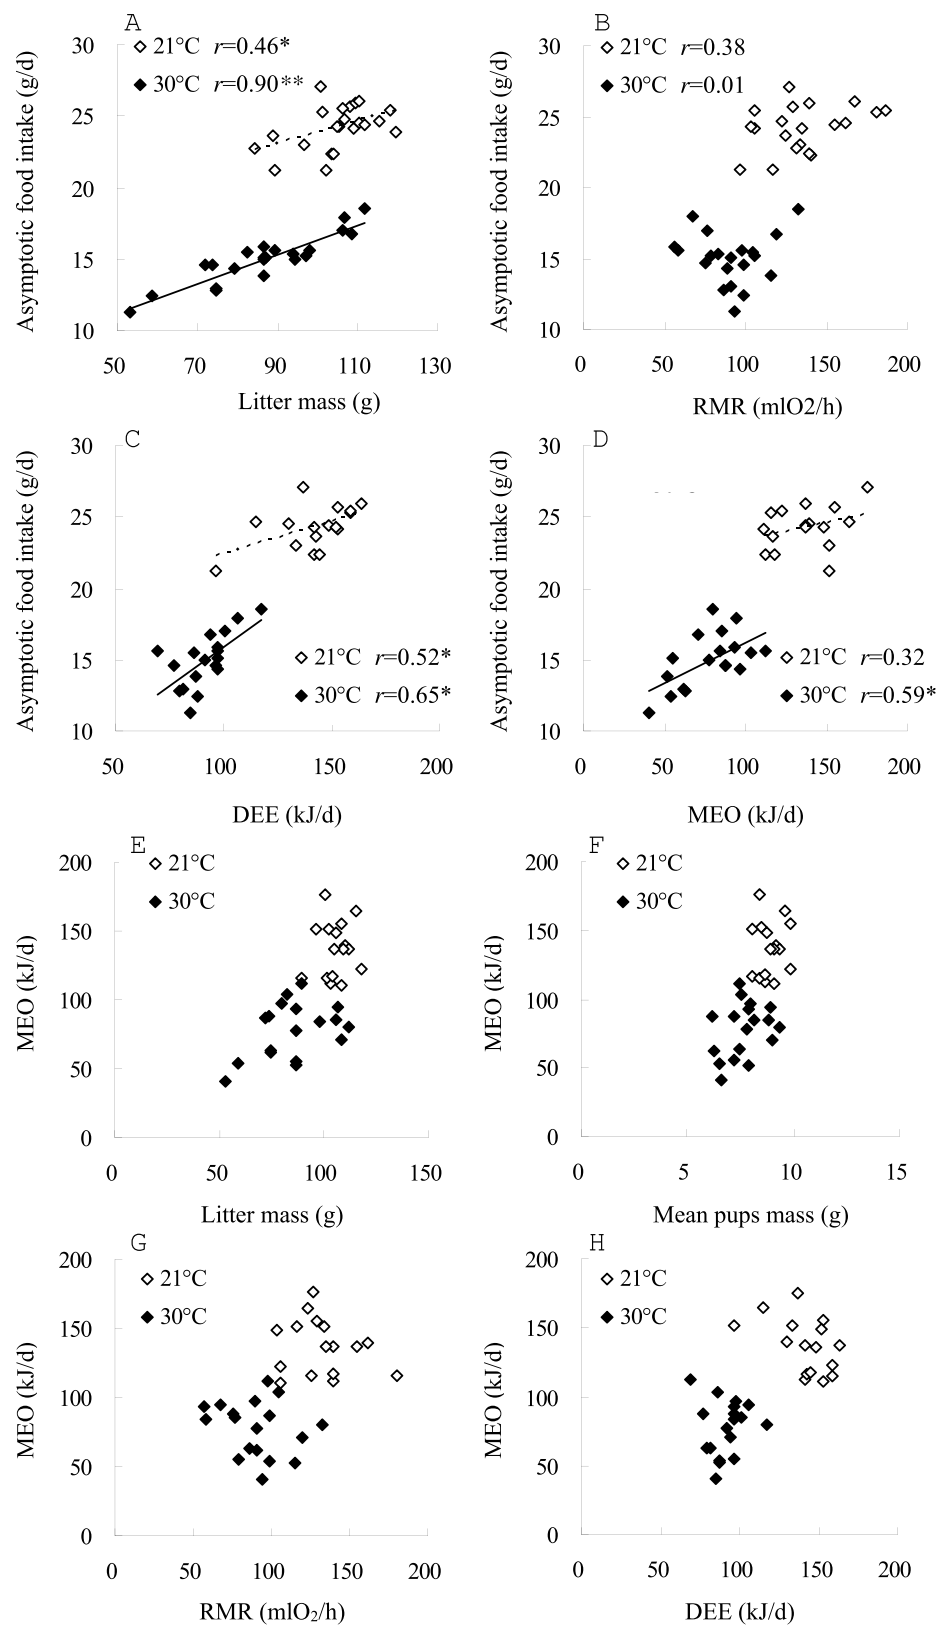 A
21°C r=0.46*
30°C r=0.90**
Asymptotic food intake (g/d)
30
25
20
15
10
50 70 90 110 130
Litter mass (g)
B
21°C r=0.38
30°C r=0.01
Asymptotic food intake (g/d)
30
25
20
15
10
0 50 100 150 200
RMR (mlO2/h)
C
Asymptotic food intake (g/d)
30
25
20
15
10
21°C r=0.52*
30°C r=0.65*
0 50 100 150 200
DEE (kJ/d)
D
Asymptotic food intake (g/d)
30
25
20
15
10
21°C r=0.32
30°C r=0.59*
0 50 100 150 200
MEO (kJ/d)
E
21°C
30°C
MEO (kJ/d)
200
150
100
50
0
0 50 100 150
Litter mass (g)
F
21°C
30°C
MEO (kJ/d)
200
150
100
50
0
0 5 10 15
Mean pups mass (g)
G
21°C
30°C
MEO (kJ/d)
200
150
100
50
0
0 50 100 150 200
RMR (mlO₂/h)
H
21°C
30°C
MEO (kJ/d)
200
150
100
50
0
0 50 100 150 200
DEE (kJ/d)